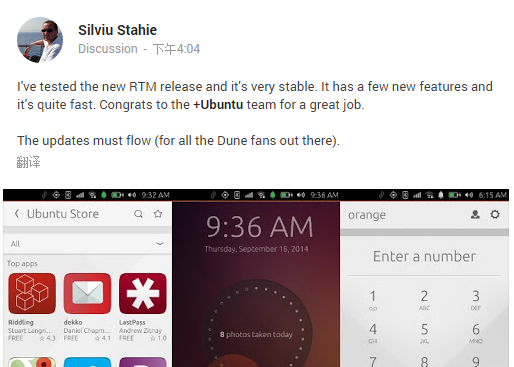 Silviu Stahie
Discussion - 下午4:04
I've tested the new RTM release and it's very stable. It has a few new features and
it's quite fast. Congrats to the +Ubuntu team for a great job.
The updates must flow (for all the Dune fans out there).
翻译
9:32 AM
Ubuntu Store
All
Top apps
Riddling
Stuart Langri...
FREE ☆ 4.3
dekko
Daniel Chapm...
FREE ☆ 4.1
LastPass
Andrew Zhitnay
FREE ☆ 1.0
9:36 AM
9:36 AM
Thursday, September 18, 2014
8 photos taken today
6:15 AM
orange
Enter a number
1 2 3
ABC DEF
4 5 6
GHI JKL MNO
7 8 9